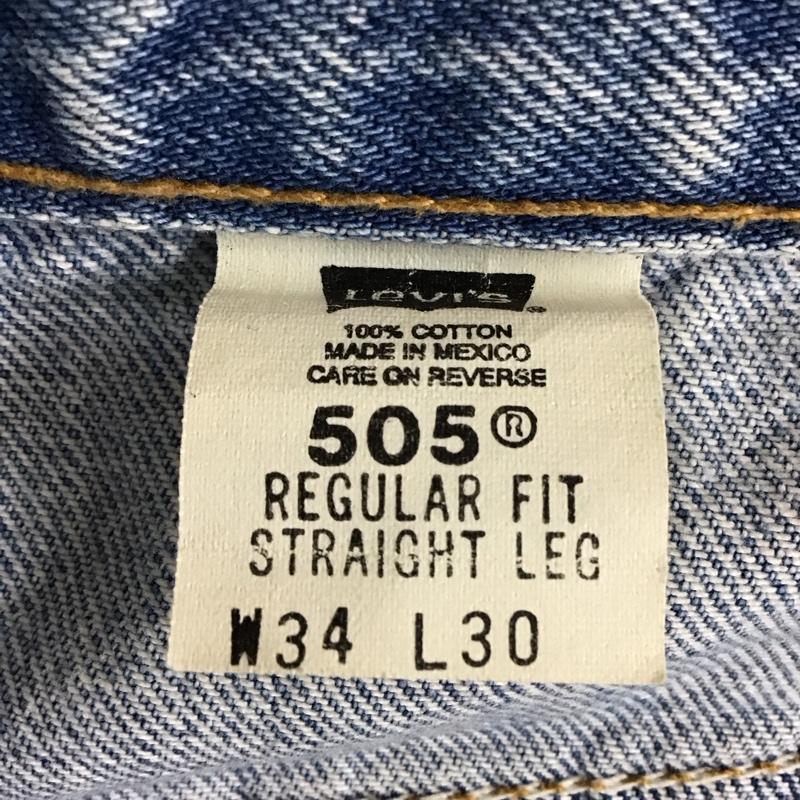 Levi's®
100% COTTON
MADE IN MEXICO
CARE ON REVERSE
505®
REGULAR FIT
STRAIGHT LEG
W34 L30